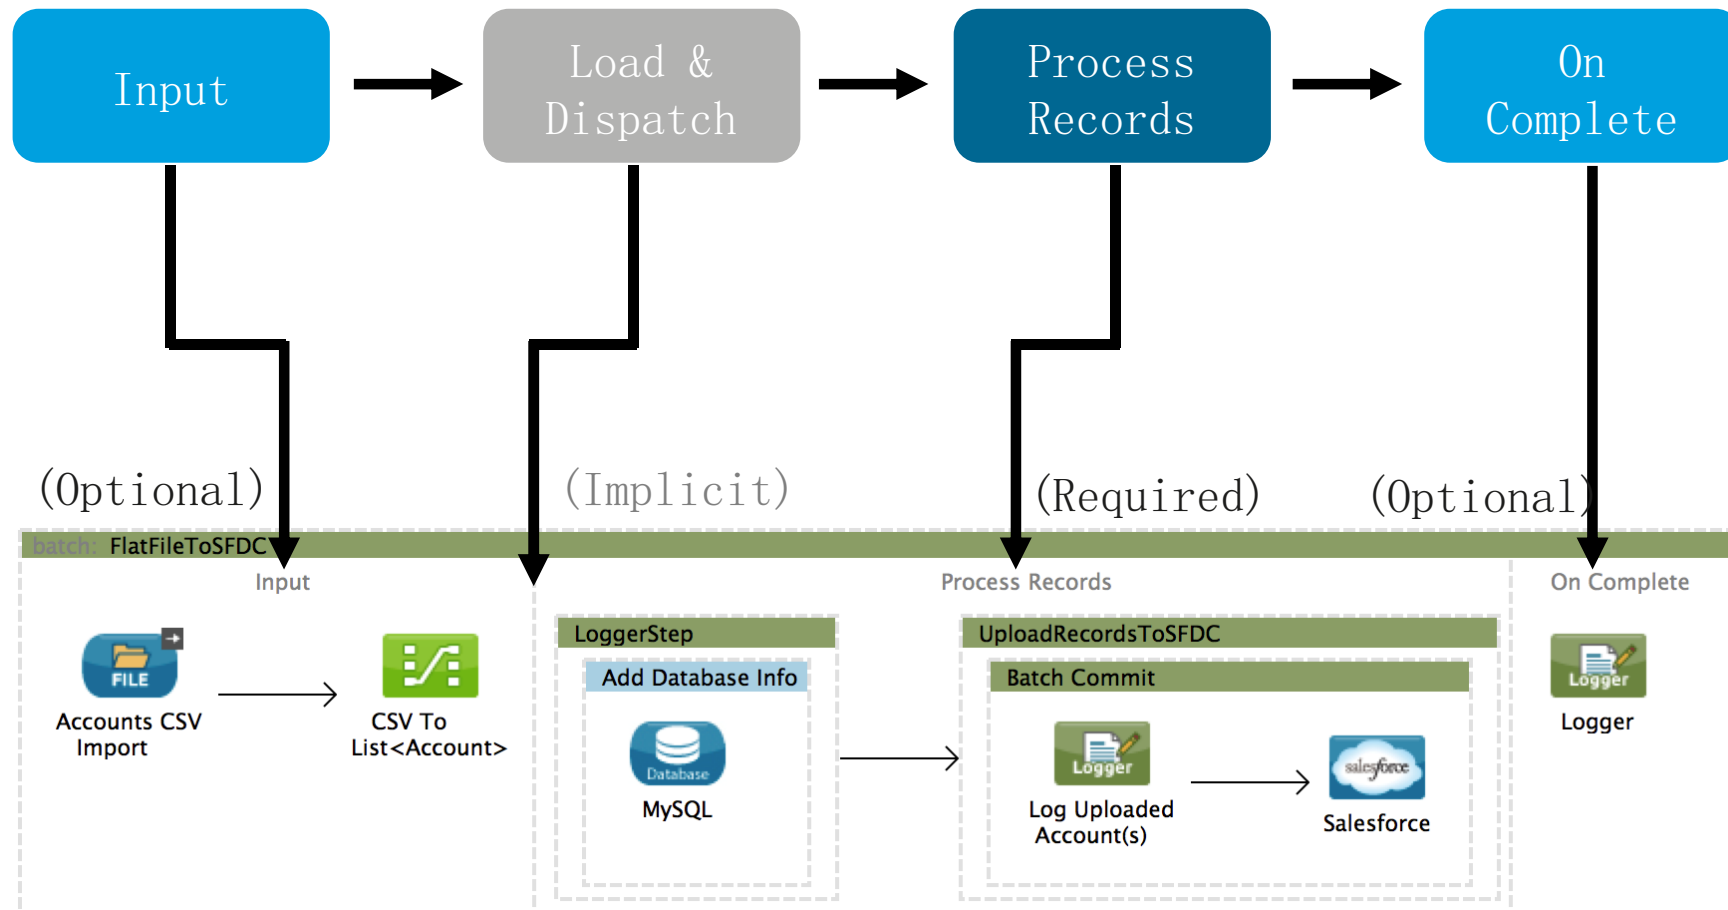 Input
Load &
Dispatch
Process
Records
On
Complete
(Optional)
(Implicit)
(Required)
(Optional)
batch: FlatFileToSFDC
Input
Process Records
On Complete
LoggerStep
UploadRecordsToSFDC
Add Database Info
Batch Commit
FILE
Accounts CSV
Import
CSV To
List<Account>
Database
MySQL
Logger
Log Uploaded
Account(s)
salesforce
Salesforce
Logger
Logger